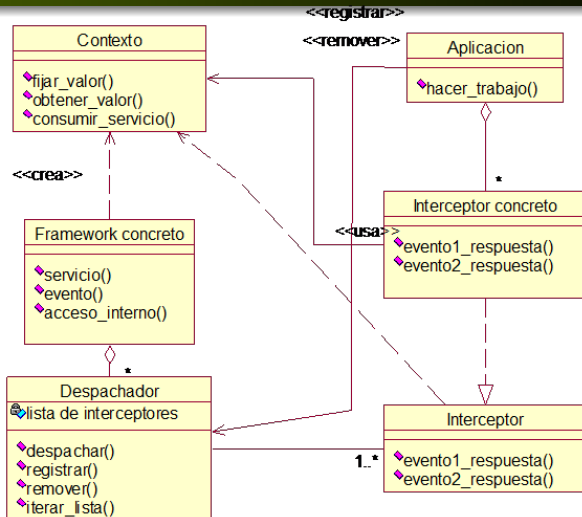 <<registrar>>
<<remover>>
Contexto
fijar_valor()
obtener_valor()
consumir_servicio()
Aplicacion
hacer_trabajo()
<<crea>>
*
Framework concreto
servicio()
evento()
acceso_interno()
<<usa>>
Interceptor concreto
evento1_respuesta()
evento2_respuesta()
*
Despachador
lista de interceptores
despachar()
registrar()
remover()
iterar_lista()
1..*
Interceptor
evento1_respuesta()
evento2_respuesta()